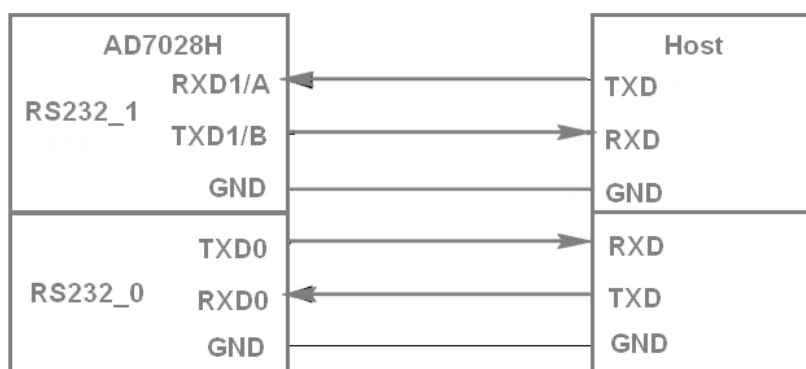 AD7028H
Host
RXD1/A
TXD
RS232_1
TXD1/B
RXD
GND
GND
TXD0
RXD
RS232_0
RXD0
TXD
GND
GND